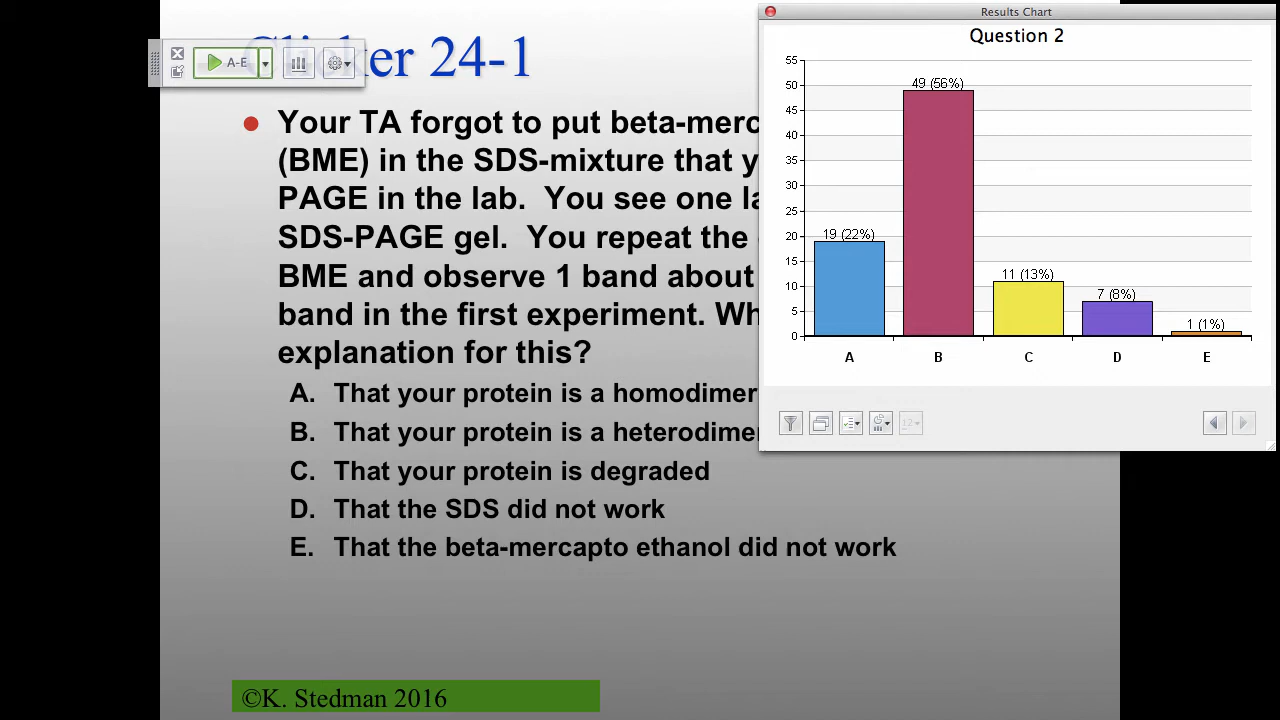 Clicker 24-1
A-E
Your TA forgot to put beta-merc
(BME) in the SDS-mixture that y
PAGE in the lab. You see one la
SDS-PAGE gel. You repeat the
BME and observe 1 band about
band in the first experiment. Wh
explanation for this?
A. That your protein is a homodimer
B. That your protein is a heterodimer
C. That your protein is degraded
D. That the SDS did not work
E. That the beta-mercapto ethanol did not work
©K. Stedman 2016
Results Chart
Question 2
55
50
45
40
35
30
25
20
15
10
5
0
19 (22%)
49 (56%)
11 (13%)
7 (8%)
1 (1%)
A B C D E
12